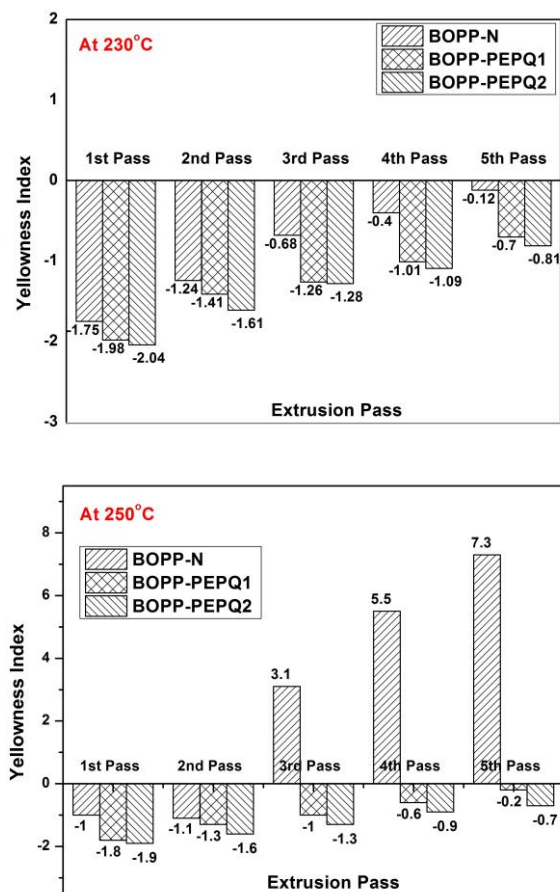 At 230°C
BOPP-N
BOPP-PEPQ1
BOPP-PEPQ2
Yellowness Index
2
1
0
-1
-2
-3
1st Pass 2nd Pass 3rd Pass 4th Pass 5th Pass
-1.75 -1.98 -2.04
-1.24 -1.41 -1.61
-0.68 -1.26 -1.28
-0.4 -1.01 -1.09
-0.12 -0.7 -0.81
Extrusion Pass
At 250°C
BOPP-N
BOPP-PEPQ1
BOPP-PEPQ2
Yellowness Index
8
6
4
2
0
-2
1st Pass 2nd Pass 3rd Pass 4th Pass 5th Pass
-1 -1.8 -1.9
-1.1 -1.3 -1.6
3.1 -1 -1.3
5.5 -0.6 -0.9
7.3 -0.2 -0.7
Extrusion Pass